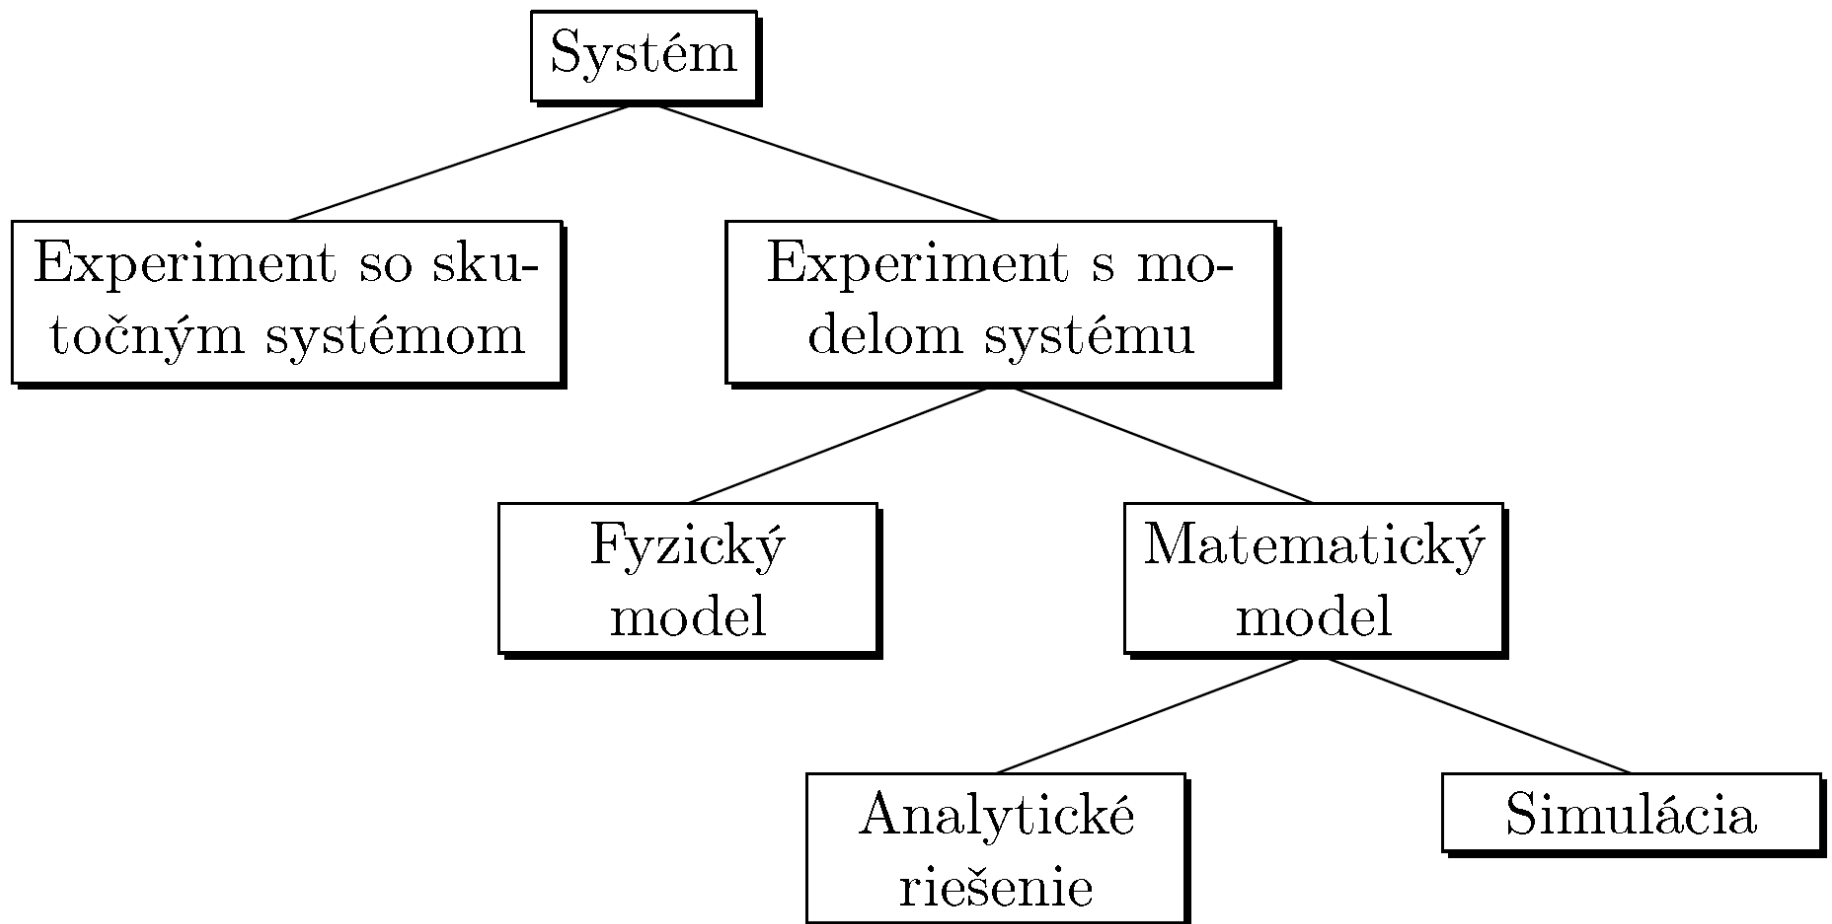 Systém
Experiment so sku-
točným systémom
Experiment s mo-
delom systému
Fyzický
model
Matematický
model
Analytické
riešenie
Simulácia